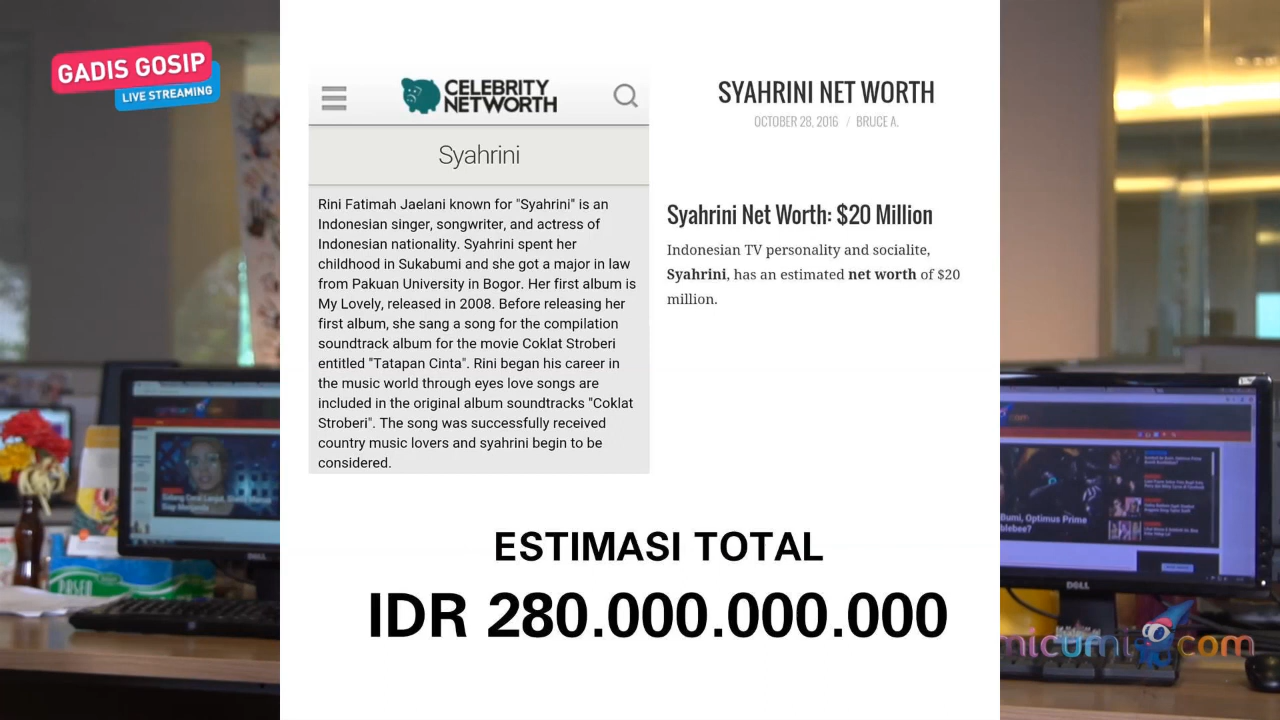 GADIS GOSIP
LIVE STREAMING
CELEBRITY
NETWORTH
Syahrini
Rini Fatimah Jaelani known for "Syahrini" is an
Indonesian singer, songwriter, and actress of
Indonesian nationality. Syahrini spent her
childhood in Sukabumi and she got a major in law
from Pakuan University in Bogor. Her first album is
My Lovely, released in 2008. Before releasing her
first album, she sang a song for the compilation
soundtrack album for the movie Coklat Stroberi
entitled "Tatapan Cinta". Rini began his career in
the music world through eyes love songs are
included in the original album soundtracks "Coklat
Stroberi". The song was successfully received
country music lovers and syahrini begin to be
considered.
SYAHRINI NET WORTH
OCTOBER 28, 2016 / BRUCE A.
Syahrini Net Worth: $20 Million
Indonesian TV personality and socialite,
Syahrini, has an estimated net worth of $20
million.
ESTIMASI TOTAL
IDR 280.000.000.000
DELL
Bumi, Optimus Prime
DELL
micumi com